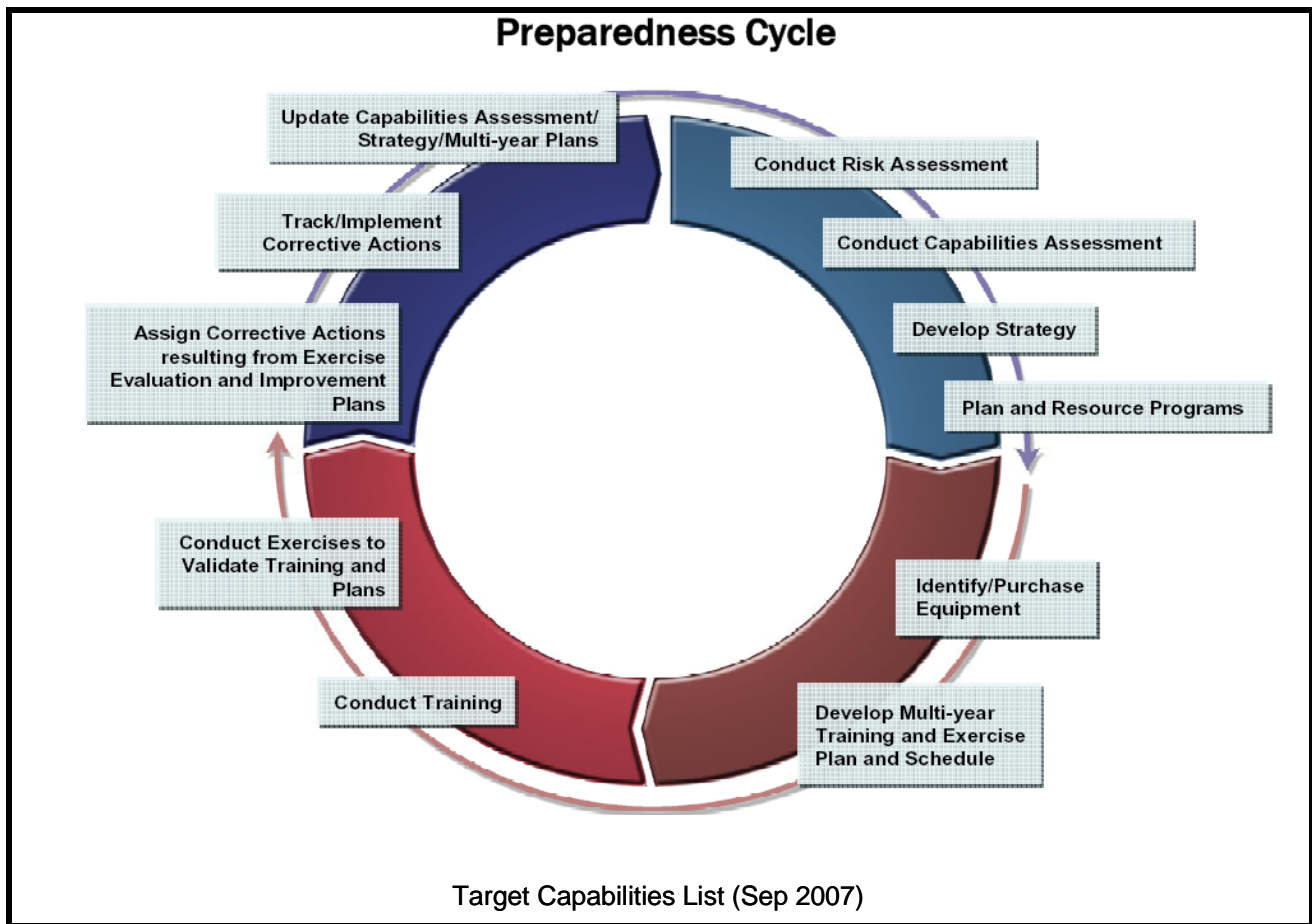 Preparedness Cycle
Update Capabilities Assessment/
Strategy/Multi-year Plans
Conduct Risk Assessment
Track/Implement
Corrective Actions
Conduct Capabilities Assessment
Assign Corrective Actions
resulting from Exercise
Evaluation and Improvement
Plans
Develop Strategy
Plan and Resource Programs
Conduct Exercises to
Validate Training and
Plans
Identify/Purchase
Equipment
Conduct Training
Develop Multi-year
Training and Exercise
Plan and Schedule
Target Capabilities List (Sep 2007)